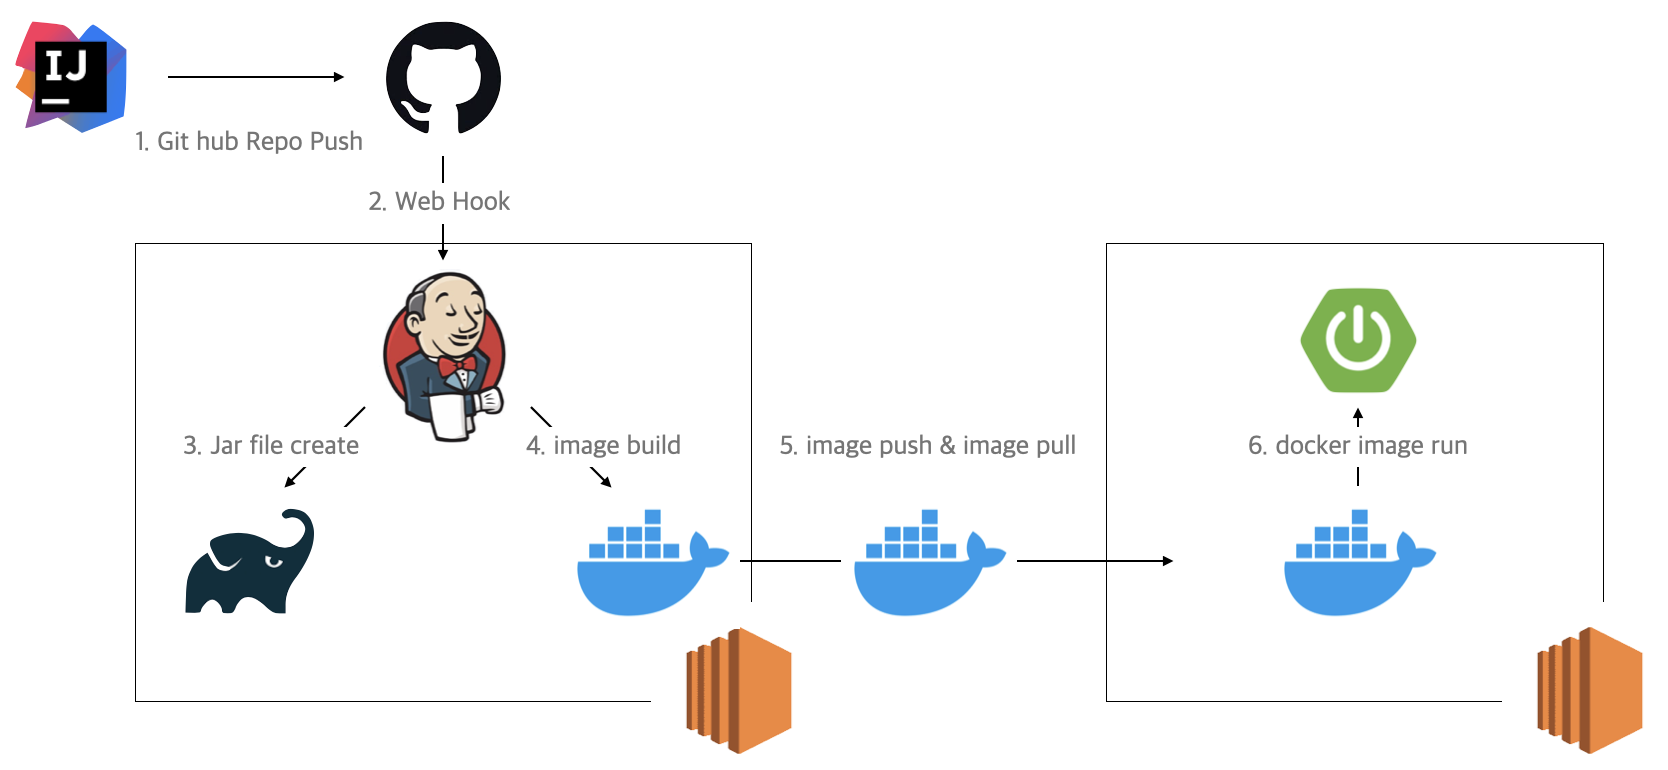 IJ
1. Git hub Repo Push
2. Web Hook
3. Jar file create
4. image build
5. image push & image pull
6. docker image run